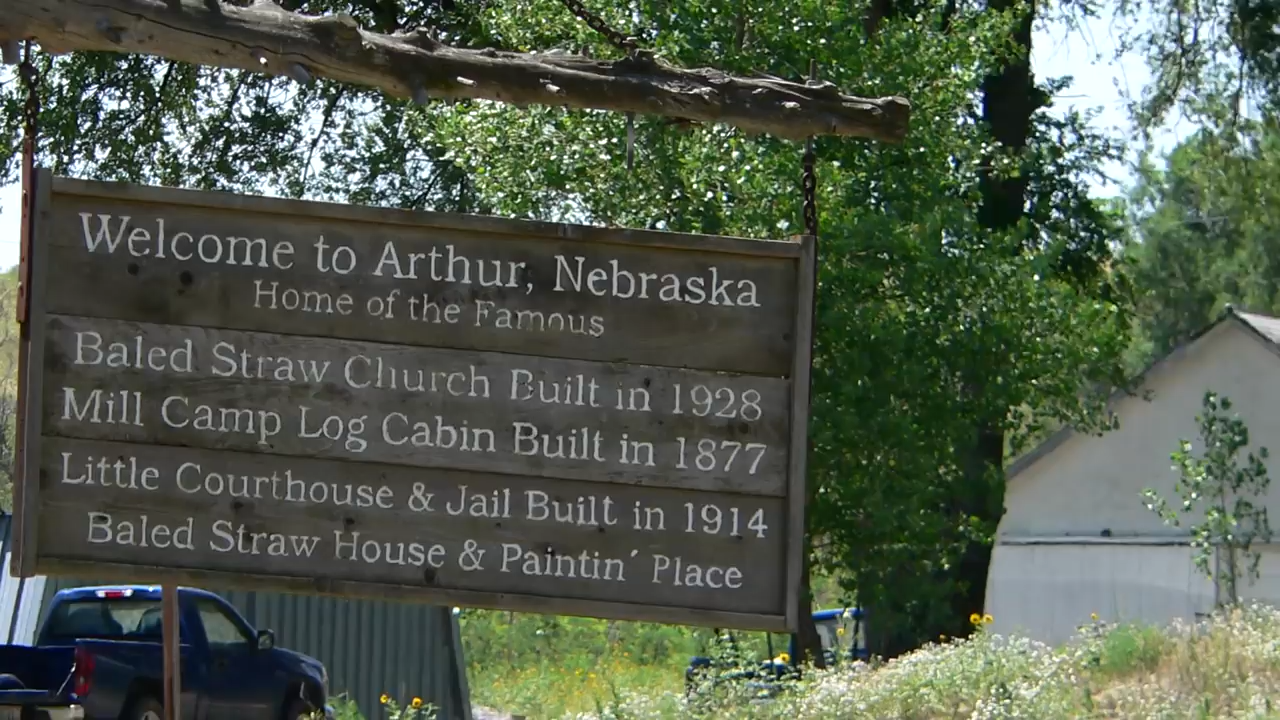 Welcome to Arthur, Nebraska
Home of the Famous
Baled Straw Church Built in 1928
Mill Camp Log Cabin Built in 1877
Little Courthouse & Jail Built in 1914
Baled Straw House & Paintin´ Place